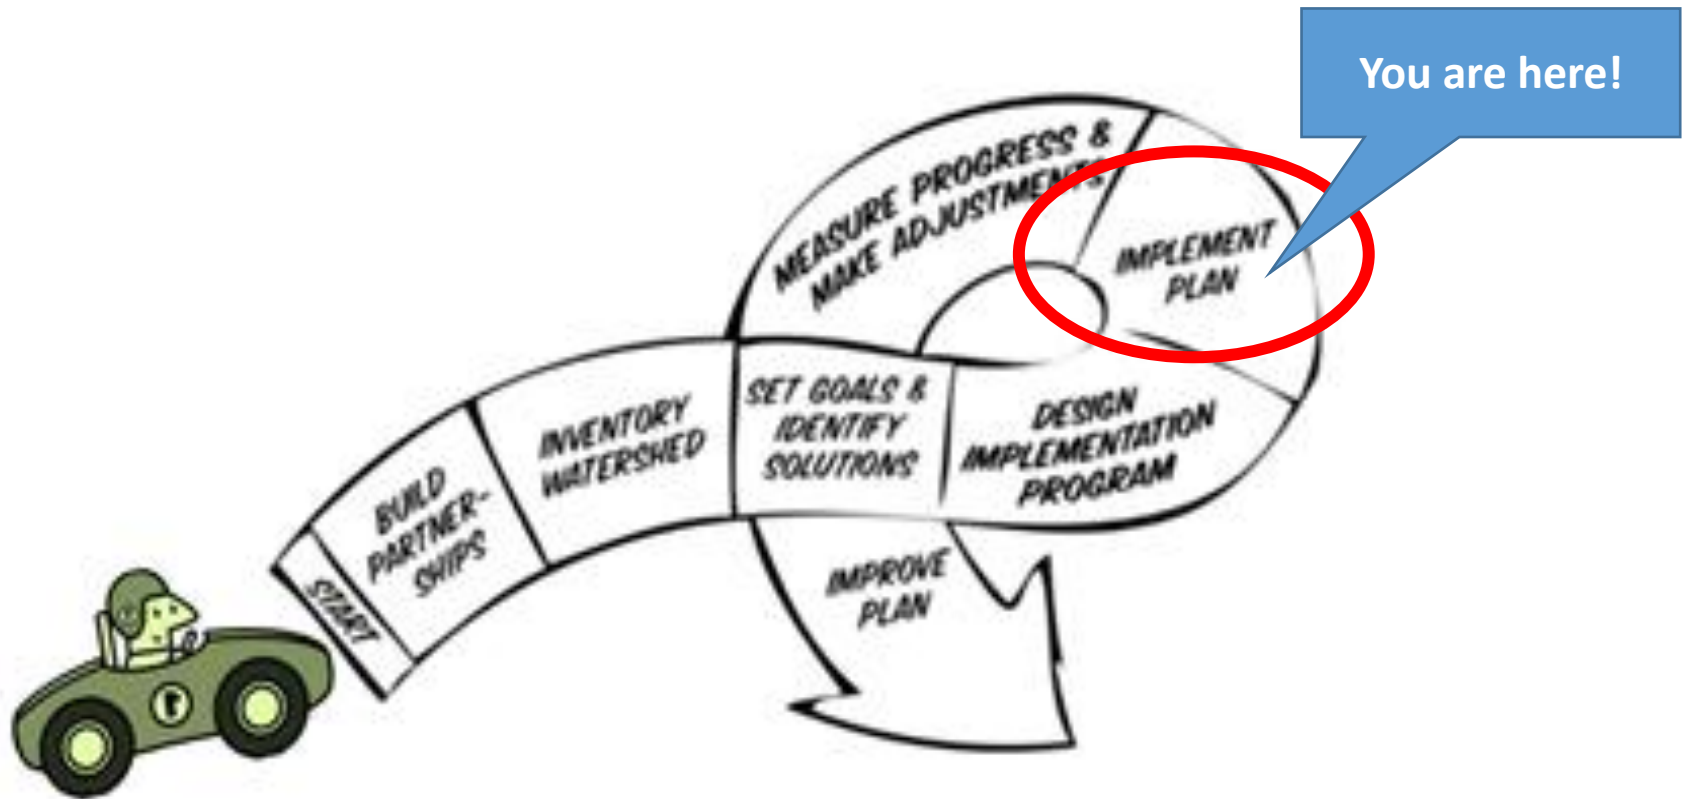 You are here!
START
BUILD
PARTNER-
SHIPS
INVENTORY
WATERSHED
SET GOALS &
IDENTIFY
SOLUTIONS
DESIGN
IMPLEMENTATION
PROGRAM
IMPLEMENT
PLAN
MEASURE PROGRESS &
MAKE ADJUSTMENTS
IMPROVE
PLAN